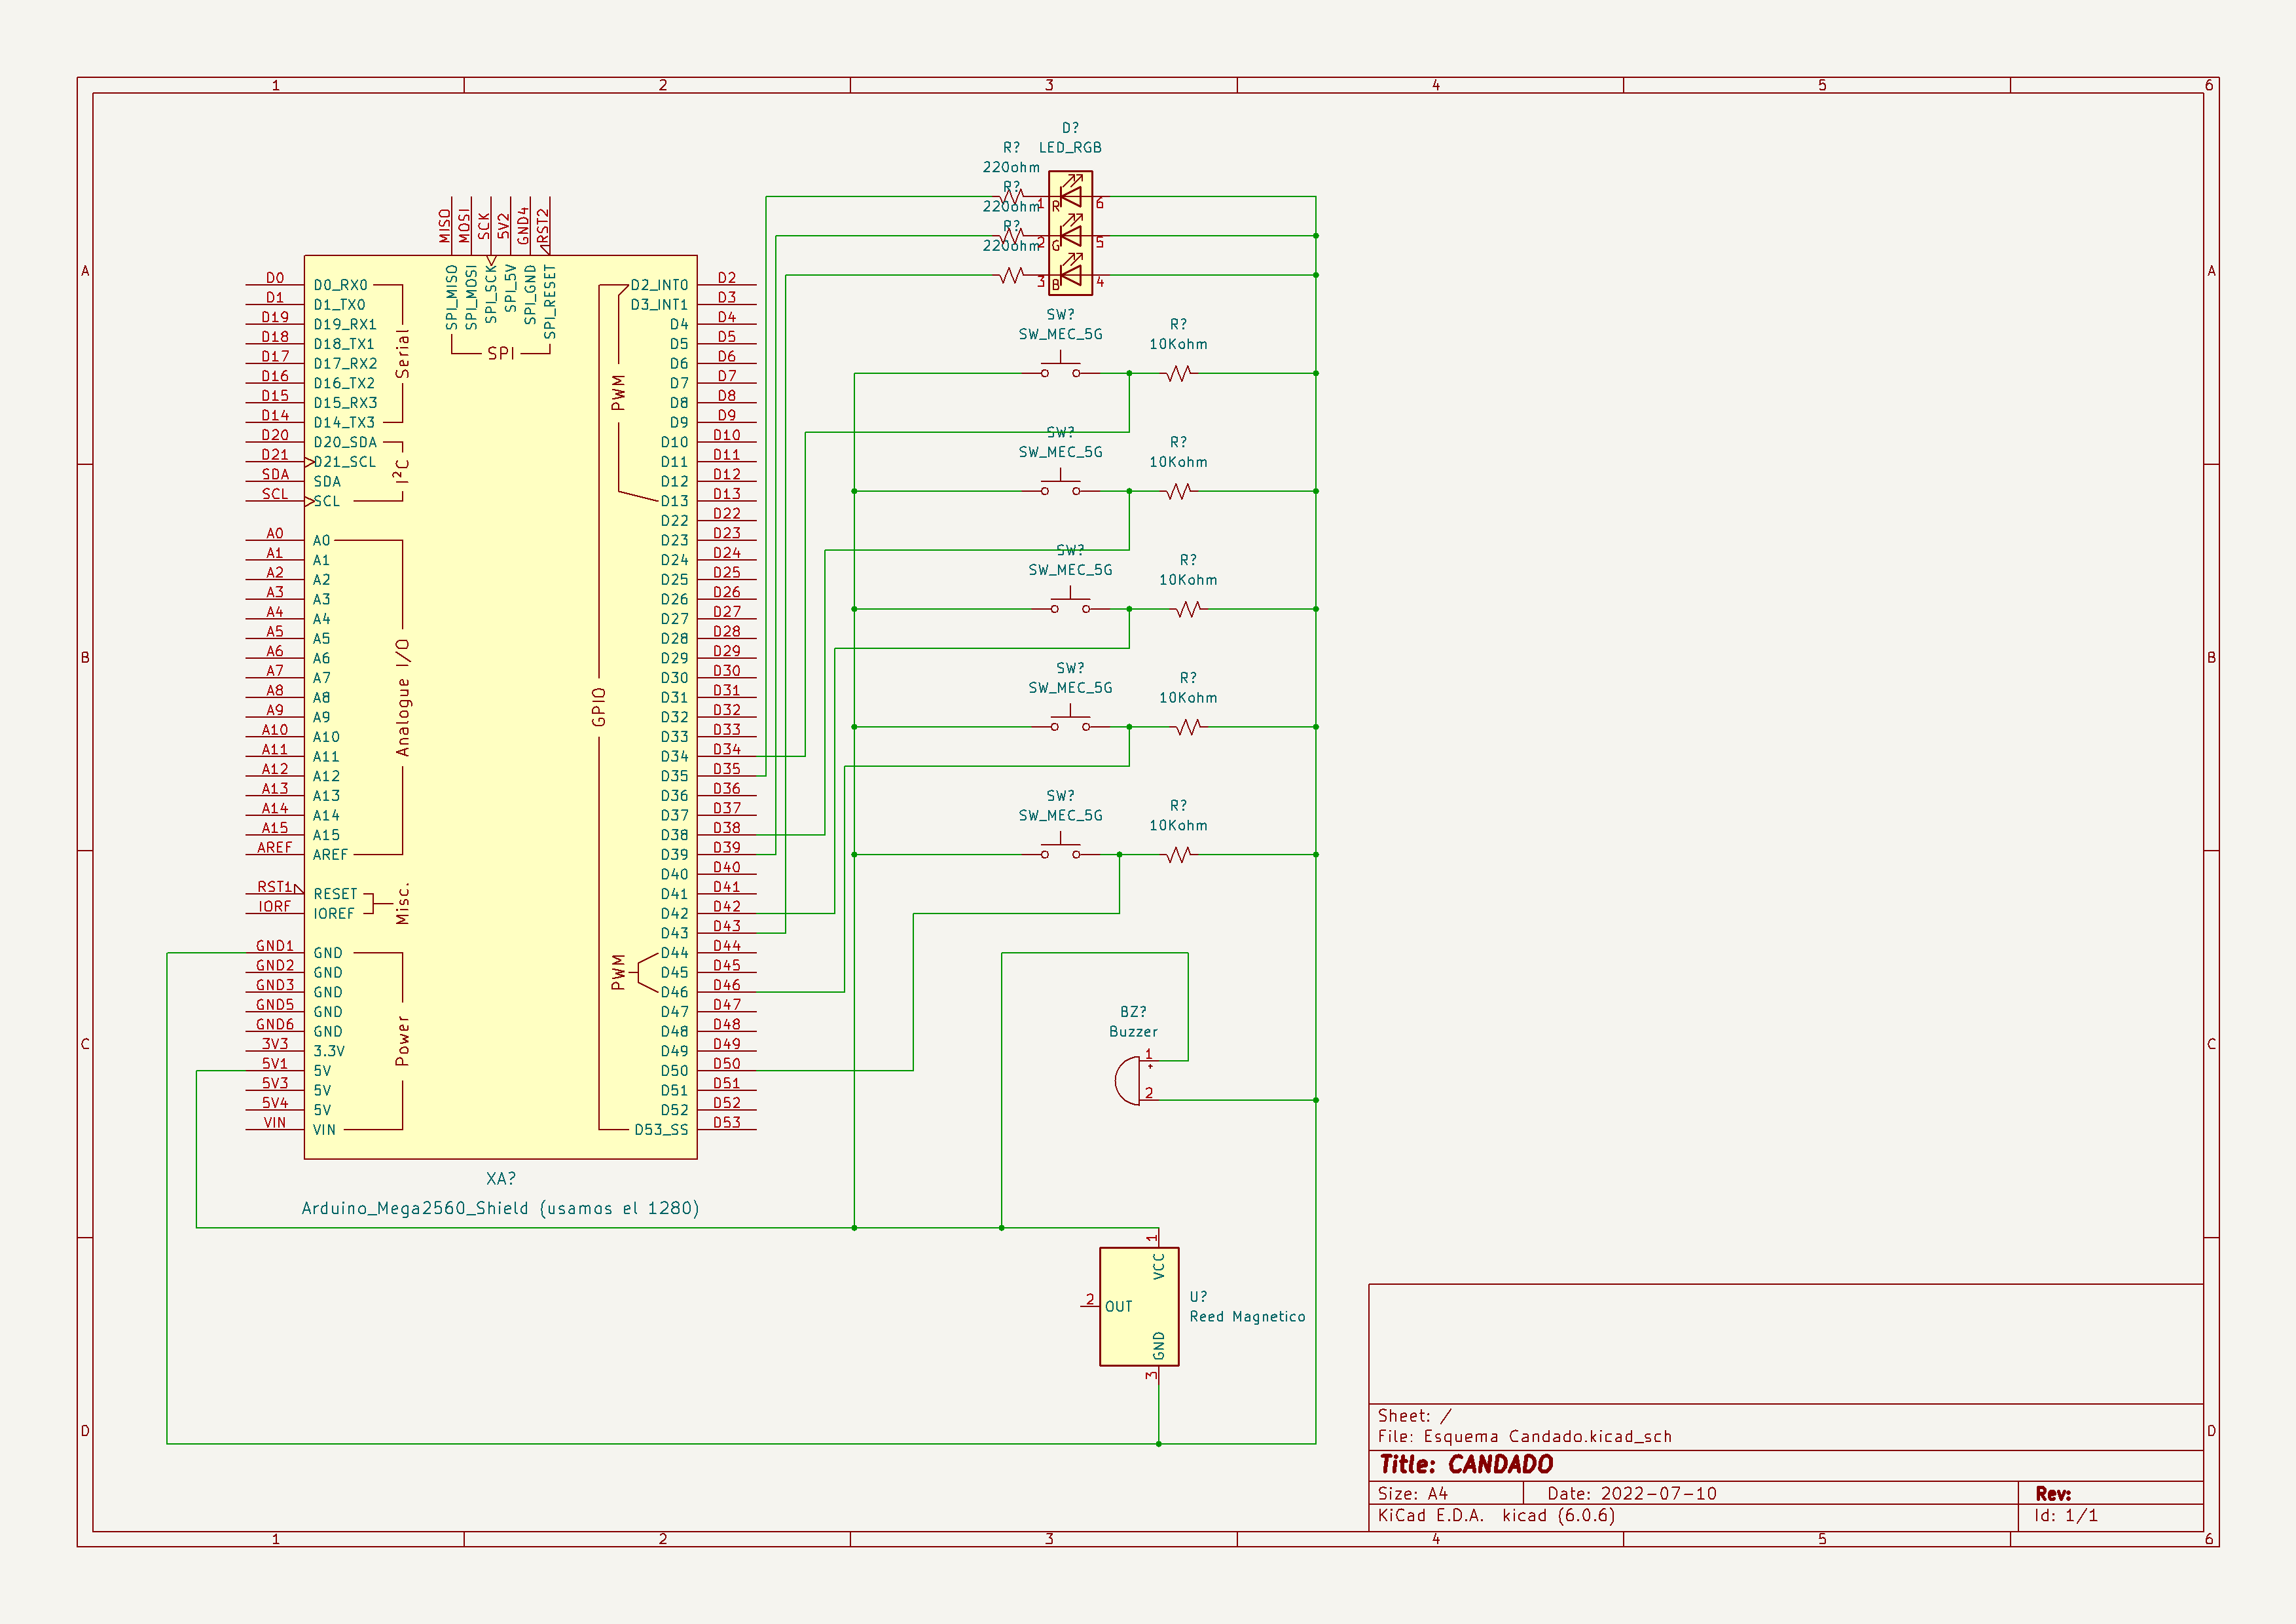 1 2 3 4 5 6
A
B
C
D
A
B
C
D
1 2 3 4 5 6
D?
LED_RGB
R?
220ohm
R?
220ohm
R?
220ohm
1 R 6
2 G 5
3 B 4
MISO
MOSI
SCK
5V2
GND4
RST2
SPI_MISO
SPI_MOSI
SPI_SCK
SPI_5V
SPI_GND
SPI_RESET
SPI
D0 D0_RX0
D1 D1_TX0
D19 D19_RX1
D18 D18_TX1
D17 D17_RX2
D16 D16_TX2
D15 D15_RX3
D14 D14_TX3
Serial
D20 D20_SDA
D21 D21_SCL
SDA SDA
SCL SCL
I²C
A0 A0
A1 A1
A2 A2
A3 A3
A4 A4
A5 A5
A6 A6
A7 A7
A8 A8
A9 A9
A10 A10
A11 A11
A12 A12
A13 A13
A14 A14
A15 A15
AREF AREF
Analogue I/O
RST1 RESET
IORF IOREF
Misc.
GND1 GND
GND2 GND
GND3 GND
GND5 GND
GND6 GND
3V3 3.3V
5V1 5V
5V3 5V
5V4 5V
VIN VIN
Power
PWM
GPIO
PWM
D2_INT0 D2
D3_INT1 D3
D4 D4
D5 D5
D6 D6
D7 D7
D8 D8
D9 D9
D10 D10
D11 D11
D12 D12
D13 D13
D22 D22
D23 D23
D24 D24
D25 D25
D26 D26
D27 D27
D28 D28
D29 D29
D30 D30
D31 D31
D32 D32
D33 D33
D34 D34
D35 D35
D36 D36
D37 D37
D38 D38
D39 D39
D40 D40
D41 D41
D42 D42
D43 D43
D44 D44
D45 D45
D46 D46
D47 D47
D48 D48
D49 D49
D50 D50
D51 D51
D52 D52
D53_SS D53
XA?
Arduino_Mega2560_Shield (usamos el 1280)
SW?
SW_MEC_5G
R?
10Kohm
SW?
SW_MEC_5G
R?
10Kohm
SW?
SW_MEC_5G
R?
10Kohm
SW?
SW_MEC_5G
R?
10Kohm
SW?
SW_MEC_5G
R?
10Kohm
BZ?
Buzzer
1
+
2
1
VCC
2 OUT
GND
3
U?
Reed Magnetico
Sheet: /
File: Esquema Candado.kicad_sch
Title: CANDADO
Size: A4 Date: 2022-07-10 Rev:
KiCad E.D.A. kicad (6.0.6) Id: 1/1